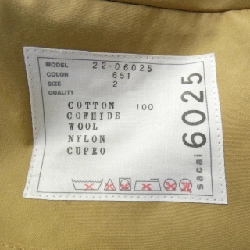 MODEL 22-06025
COLOR 651
SIZE 2
QUALITY
COTTON 100
COWHIDE
WOOL
NYLON
CUPRO
sacai 6025